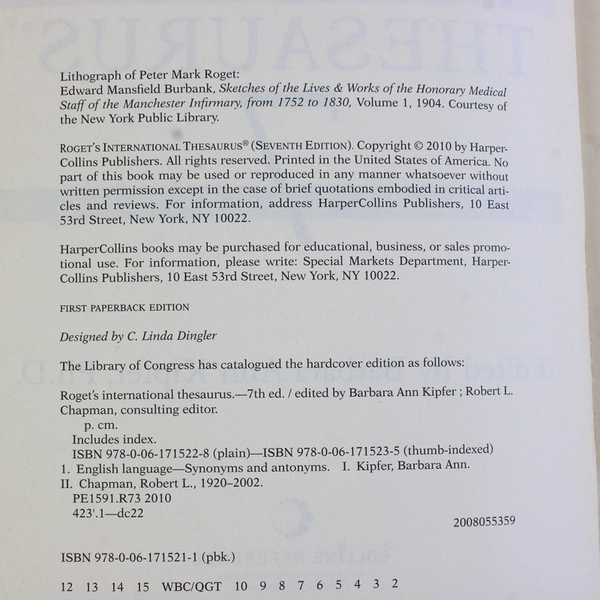 THESAURUS
Lithograph of Peter Mark Roget:
Edward Mansfield Burbank, Sketches of the Lives & Works of the Honorary Medical
Staff of the Manchester Infirmary, from 1752 to 1830, Volume 1, 1904. Courtesy of
the New York Public Library.
ROGET'S INTERNATIONAL THESAURUS® (SEVENTH EDITION). Copyright © 2010 by Harper-
Collins Publishers. All rights reserved. Printed in the United States of America. No
part of this book may be used or reproduced in any manner whatsoever without
written permission except in the case of brief quotations embodied in critical arti-
cles and reviews. For information, address HarperCollins Publishers, 10 East
53rd Street, New York, NY 10022.
HarperCollins books may be purchased for educational, business, or sales promo-
tional use. For information, please write: Special Markets Department, Harper-
Collins Publishers, 10 East 53rd Street, New York, NY 10022.
FIRST PAPERBACK EDITION
Designed by C. Linda Dingler
The Library of Congress has catalogued the hardcover edition as follows:
Roget's international thesaurus.—7th ed. / edited by Barbara Ann Kipfer ; Robert L.
Chapman, consulting editor.
p. cm.
Includes index.
ISBN 978-0-06-171522-8 (plain)—ISBN 978-0-06-171523-5 (thumb-indexed)
1. English language—Synonyms and antonyms. I. Kipfer, Barbara Ann.
II. Chapman, Robert L., 1920–2002.
PE1591.R73 2010
423'.1—dc22
2008055359
ISBN 978-0-06-171521-1 (pbk.)
12 13 14 15 WBC/QGT 10 9 8 7 6 5 4 3 2